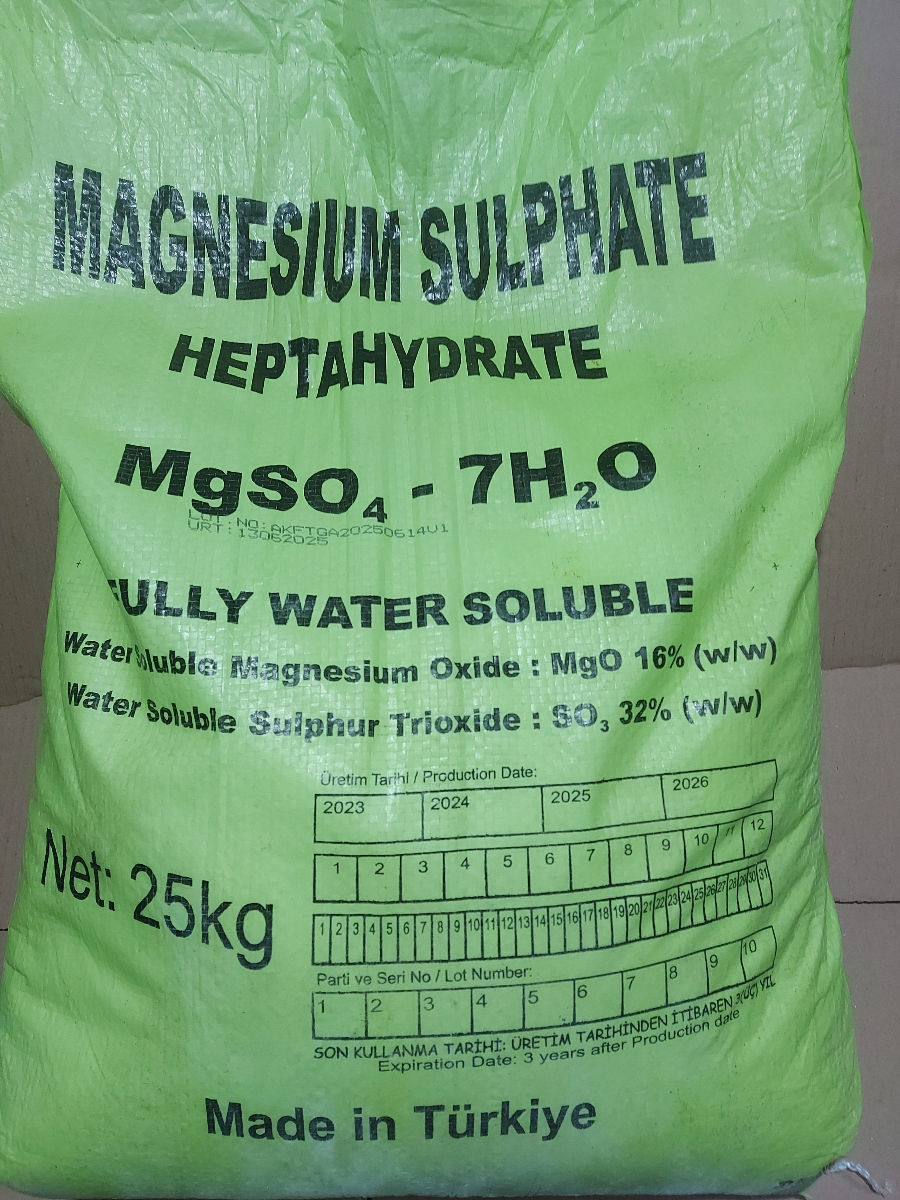 MAGNESIUM SULPHATE
HEPTAHYDRATE
MgSO₄ - 7H₂O
LOT NO: AKFTGA20250614V1
URT: 13062025
FULLY WATER SOLUBLE
Water Soluble Magnesium Oxide : MgO 16% (w/w)
Water Soluble Sulphur Trioxide : SO₃ 32% (w/w)
Üretim Tarihi / Production Date:
2023 2024 2025 2026
1 2 3 4 5 6 7 8 9 10 11 12
1 2 3 4 5 6 7 8 9 10 11 12 13 14 15 16 17 18 19 20 21 22 23 24 25 26 27 28 29 30 31
Net: 25kg
Parti ve Seri No / Lot Number:
1 2 3 4 5 6 7 8 9 10
SON KULLANMA TARİHİ: ÜRETİM TARİHİNDEN İTİBAREN 3(ÜÇ) YIL
Expiration Date: 3 years after Production date
Made in Türkiye